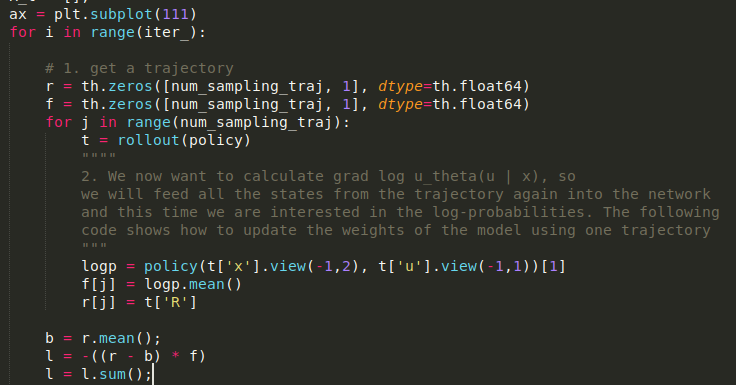 ax = plt.subplot(111)
for i in range(iter_):
# 1. get a trajectory
r = th.zeros([num_sampling_traj, 1], dtype=th.float64)
f = th.zeros([num_sampling_traj, 1], dtype=th.float64)
for j in range(num_sampling_traj):
t = rollout(policy)
""""
2. We now want to calculate grad log u_theta(u | x), so
we will feed all the states from the trajectory again into the network
and this time we are interested in the log-probabilities. The following
code shows how to update the weights of the model using one trajectory
"""
logp = policy(t['x'].view(-1,2), t['u'].view(-1,1))[1]
f[j] = logp.mean()
r[j] = t['R']
b = r.mean();
l = -((r - b) * f)
l = l.sum();